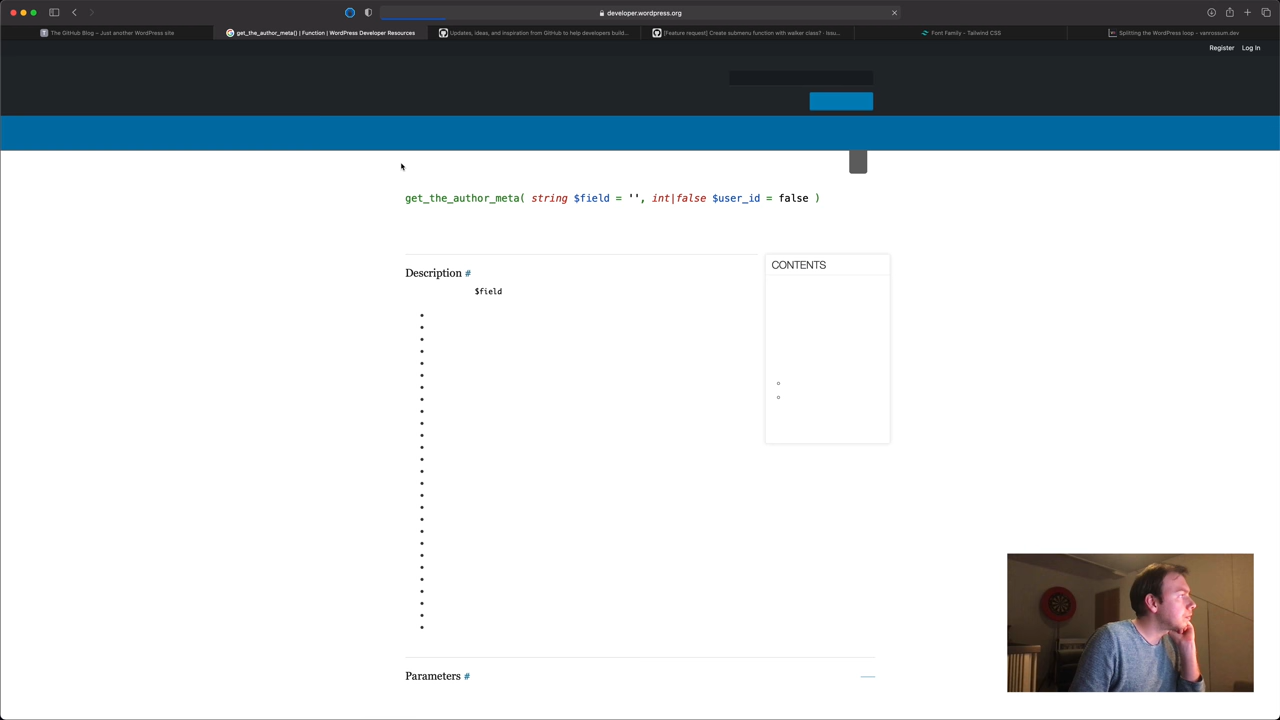 developer.wordpress.org
The GitHub Blog – Just another WordPress site
get_the_author_meta() | Function | WordPress Developer Resources
Updates, ideas, and inspiration from GitHub to help developers build...
[Feature request] Create submenu function with walker class? · Issu...
Font Family - Tailwind CSS
Splitting the WordPress loop - vanrossum.dev
Register Log In
get_the_author_meta( string $field = '', int|false $user_id = false )
CONTENTS
Description #
$field
Parameters #